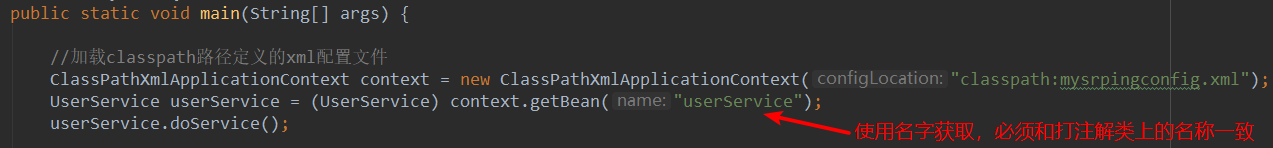 public static void main(String[] args) {
//加载classpath路径定义的xml配置文件
ClassPathXmlApplicationContext context = new ClassPathXmlApplicationContext( configLocation: "classpath:mysrpingconfig.xml");
UserService userService = (UserService) context.getBean( name: "userService");
userService.doService();
使用名字获取，必须和打注解类上的名称一致